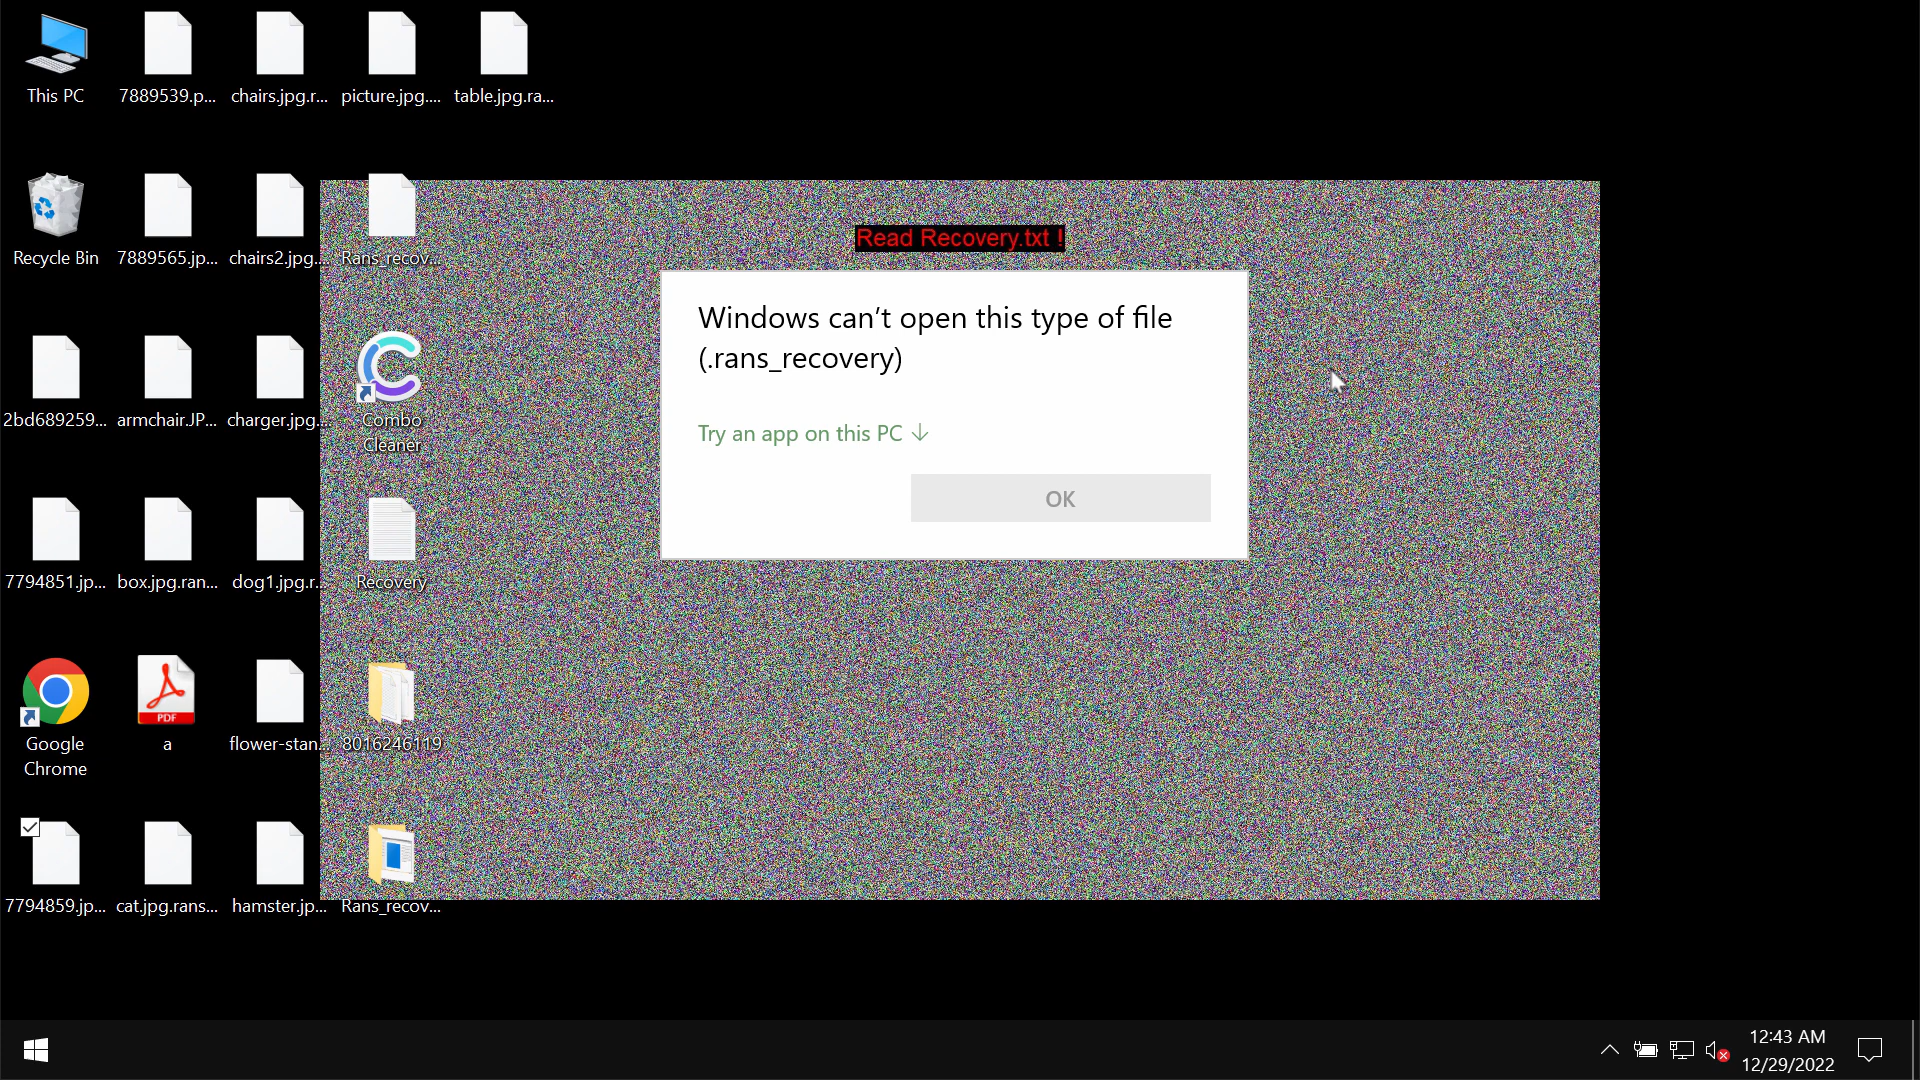 This PC
7889539.p...
chairs.jpg.r...
picture.jpg....
table.jpg.ra...
Recycle Bin
7889565.jp...
chairs2.jpg....
Rans_recov...
Read Recovery.txt !
Windows can't open this type of file
(.rans_recovery)
Try an app on this PC
OK
2bd689259...
armchair.JP...
charger.jpg....
Combo
Cleaner
7794851.jp...
box.jpg.ran...
dog1.jpg.r...
Recovery
Google
Chrome
PDF
a
flower-stan...
8016246119
7794859.jp...
cat.jpg.rans...
hamster.jp...
Rans_recov...
12:43 AM
12/29/2022